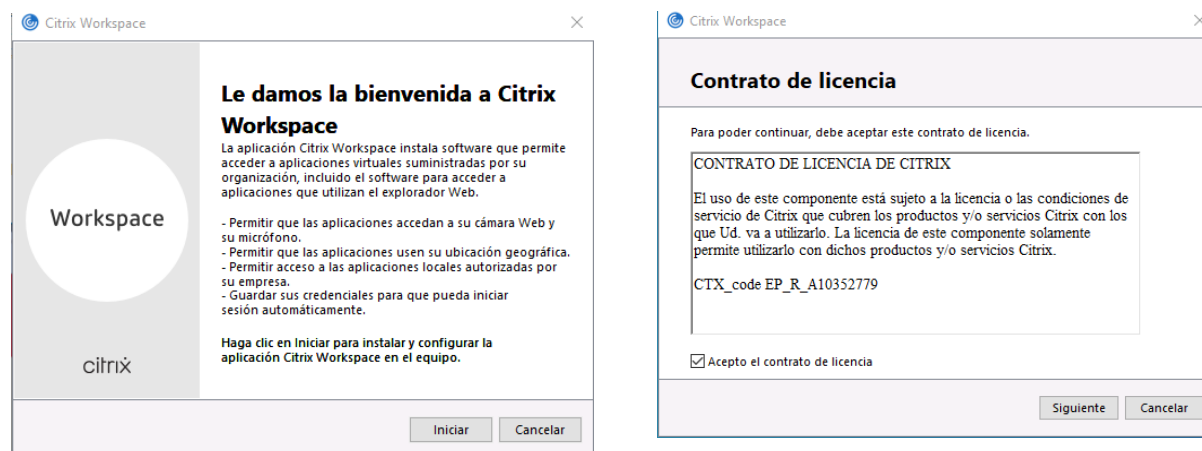 Citrix Workspace
Le damos la bienvenida a Citrix
Workspace
La aplicación Citrix Workspace instala software que permite
acceder a aplicaciones virtuales suministradas por su
organización, incluido el software para acceder a
aplicaciones que utilizan el explorador Web.
- Permitir que las aplicaciones accedan a su cámara Web y
su micrófono.
- Permitir que las aplicaciones usen su ubicación geográfica.
- Permitir acceso a las aplicaciones locales autorizadas por
su empresa.
- Guardar sus credenciales para que pueda iniciar
sesión automáticamente.
Haga clic en Iniciar para instalar y configurar la
aplicación Citrix Workspace en el equipo.
Workspace
citrix
Iniciar
Cancelar
Citrix Workspace
Contrato de licencia
Para poder continuar, debe aceptar este contrato de licencia.
CONTRATO DE LICENCIA DE CITRIX
El uso de este componente está sujeto a la licencia o las condiciones de
servicio de Citrix que cubren los productos y/o servicios Citrix con los
que Ud. va a utilizarlo. La licencia de este componente solamente
permite utilizarlo con dichos productos y/o servicios Citrix.
CTX_code EP_R_A10352779
Acepto el contrato de licencia
Siguiente
Cancelar